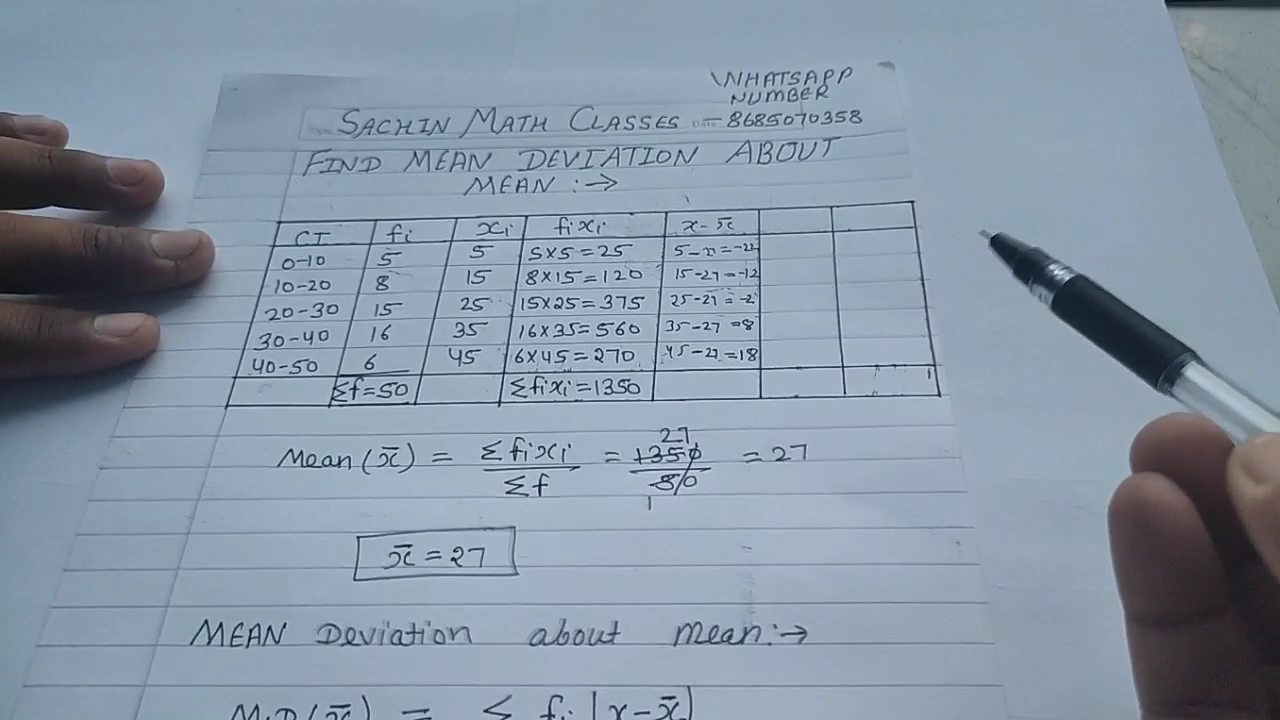 WHATSAPP
NUMBER
SACHIN MATH CLASSES - 8685070358
FIND MEAN DEVIATION ABOUT
MEAN :→
CI fi xi fixi x-x̄
0-10 5 5 5×5=25 5-27=-22
10-20 8 15 8×15=120 15-27=-12
20-30 15 25 15×25=375 25-27=-2
30-40 16 35 16×35=560 35-27=8
40-50 6 45 6×45=270 45-27=18
Σf=50 Σfixi=1350
27
Mean (x̄) = Σfixi / Σf = 1350 / 50 = 27
1
x̄ = 27
MEAN Deviation about mean:→
M.D(x̄) = Σ fi |x-x̄|